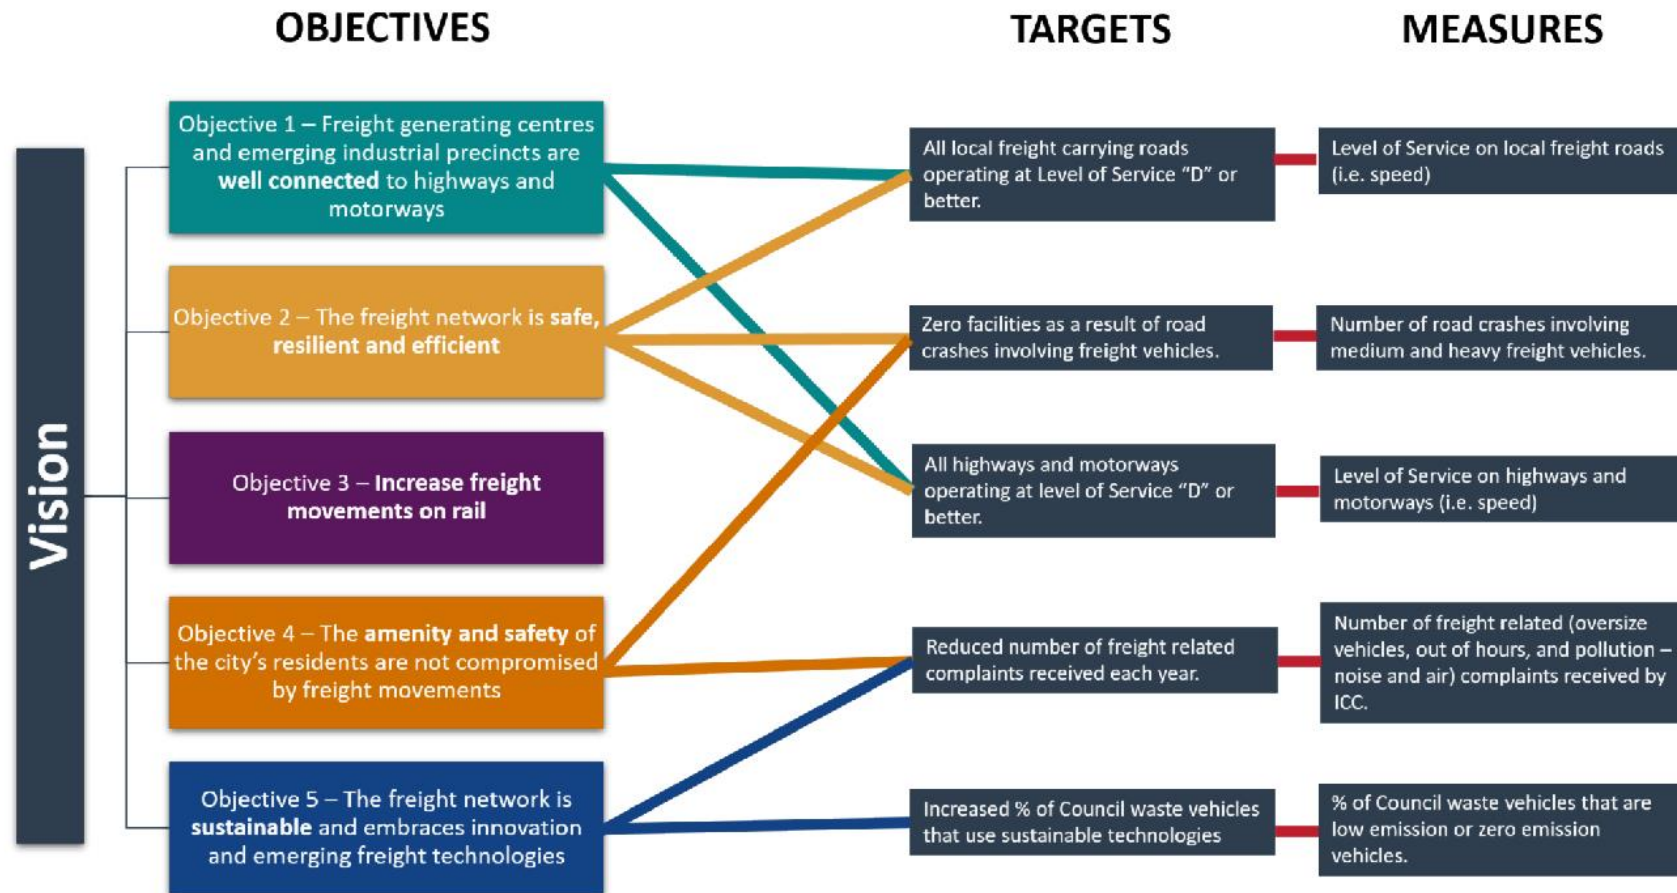 OBJECTIVES
TARGETS
MEASURES
Vision
Objective 1 – Freight generating centres
and emerging industrial precincts are
well connected to highways and
motorways
Objective 2 – The freight network is safe,
resilient and efficient
Objective 3 – Increase freight
movements on rail
Objective 4 – The amenity and safety of
the city's residents are not compromised
by freight movements
Objective 5 – The freight network is
sustainable and embraces innovation
and emerging freight technologies
All local freight carrying roads
operating at Level of Service “D” or
better.
Zero facilities as a result of road
crashes involving freight vehicles.
All highways and motorways
operating at level of Service “D” or
better.
Reduced number of freight related
complaints received each year.
Increased % of Council waste vehicles
that use sustainable technologies
Level of Service on local freight roads
(i.e. speed)
Number of road crashes involving
medium and heavy freight vehicles.
Level of Service on highways and
motorways (i.e. speed)
Number of freight related (oversize
vehicles, out of hours, and pollution –
noise and air) complaints received by
ICC.
% of Council waste vehicles that are
low emission or zero emission
vehicles.